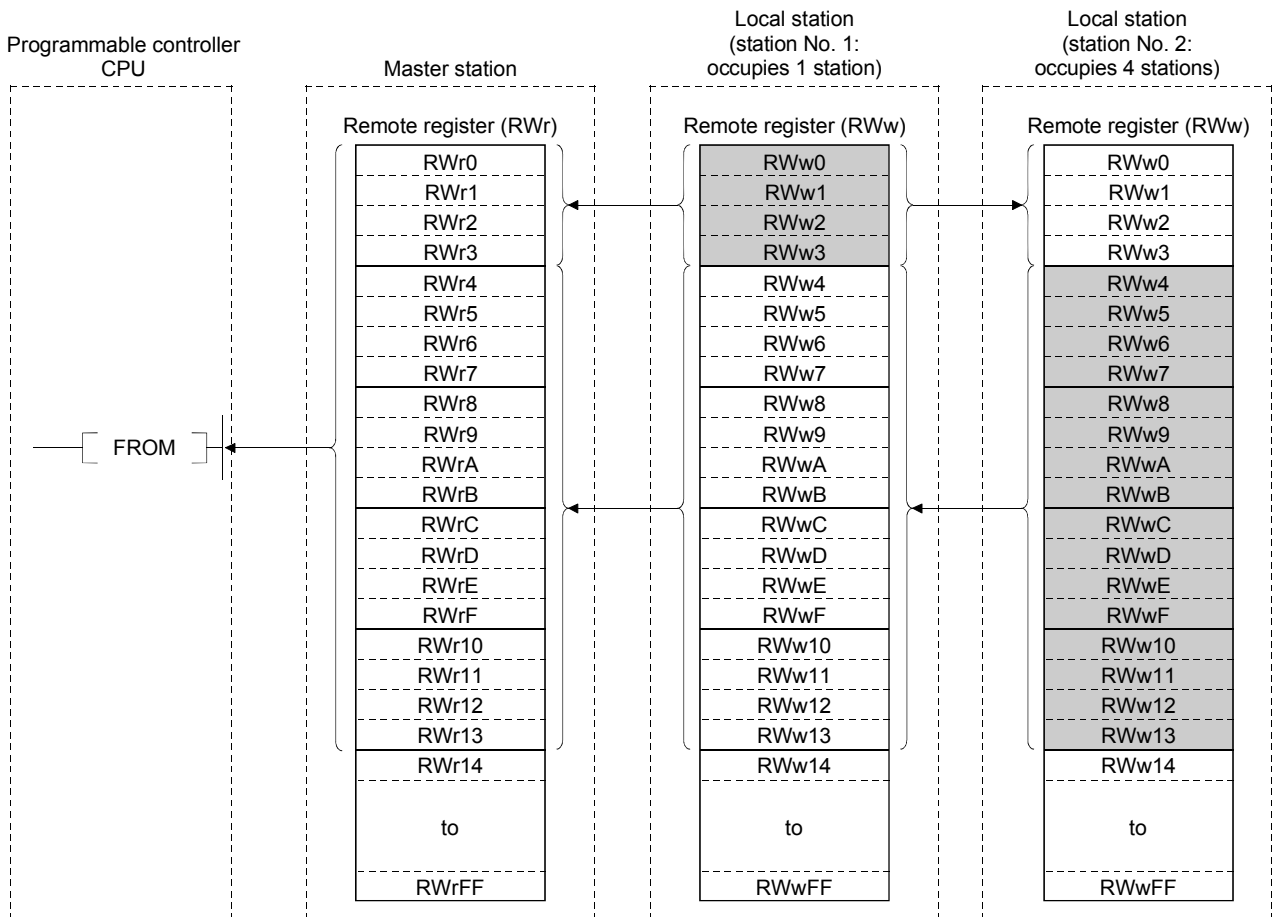 Programmable controller
CPU
Master station
Local station
(station No. 1:
occupies 1 station)
Local station
(station No. 2:
occupies 4 stations)
Remote register (RWr)
Remote register (RWw)
Remote register (RWw)
RWr0
RWw0
RWw0
RWr1
RWw1
RWw1
RWr2
RWw2
RWw2
RWr3
RWw3
RWw3
RWr4
RWw4
RWw4
RWr5
RWw5
RWw5
RWr6
RWw6
RWw6
RWr7
RWw7
RWw7
RWr8
RWw8
RWw8
RWr9
RWw9
RWw9
FROM
RWrA
RWwA
RWwA
RWrB
RWwB
RWwB
RWrC
RWwC
RWwC
RWrD
RWwD
RWwD
RWrE
RWwE
RWwE
RWrF
RWwF
RWwF
RWr10
RWw10
RWw10
RWr11
RWw11
RWw11
RWr12
RWw12
RWw12
RWr13
RWw13
RWw13
RWr14
RWw14
RWw14
to
to
to
RWrFF
RWwFF
RWwFF